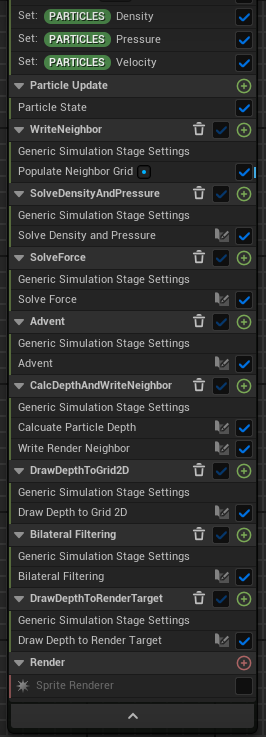 Set: PARTICLES Density
Set: PARTICLES Pressure
Set: PARTICLES Velocity
Particle Update
Particle State
WriteNeighbor
Generic Simulation Stage Settings
Populate Neighbor Grid
SolveDensityAndPressure
Generic Simulation Stage Settings
Solve Density and Pressure
SolveForce
Generic Simulation Stage Settings
Solve Force
Advent
Generic Simulation Stage Settings
Advent
CalcDepthAndWriteNeighbor
Generic Simulation Stage Settings
Calcuate Particle Depth
Write Render Neighbor
DrawDepthToGrid2D
Generic Simulation Stage Settings
Draw Depth to Grid 2D
Bilateral Filtering
Generic Simulation Stage Settings
Bilateral Filtering
DrawDepthToRenderTarget
Generic Simulation Stage Settings
Draw Depth to Render Target
Render
Sprite Renderer